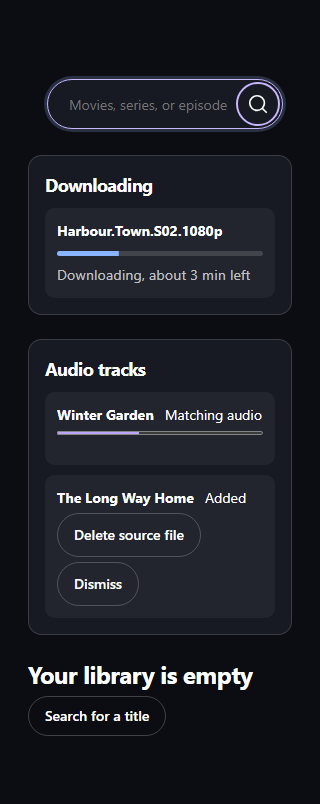 Movies, series, or episode
Downloading
Harbour.Town.S02.1080p
Downloading, about 3 min left
Audio tracks
Winter Garden Matching audio
The Long Way Home Added
Delete source file
Dismiss
Your library is empty
Search for a title